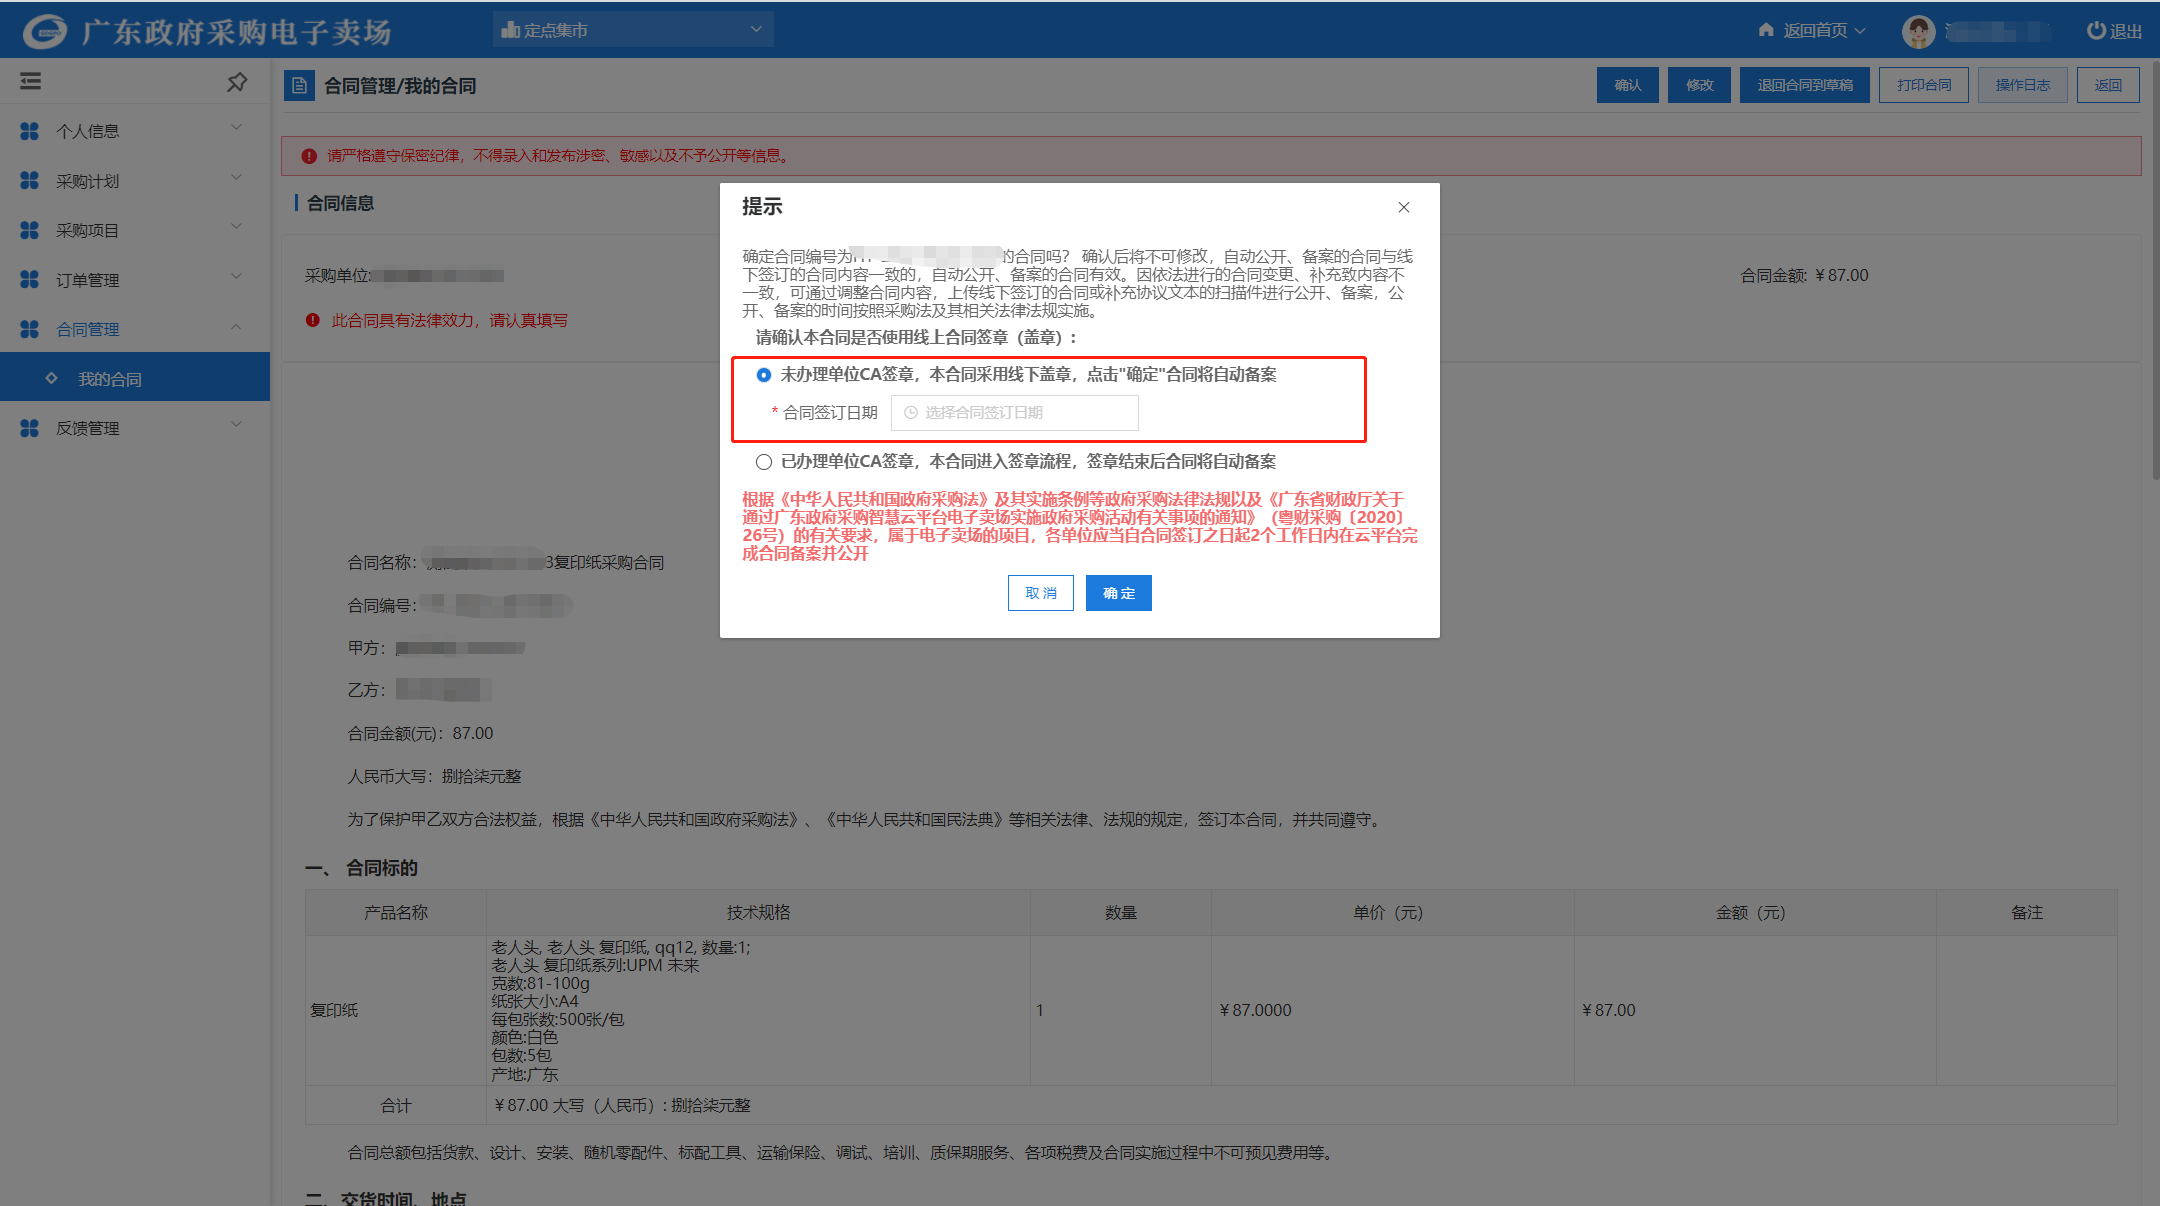 广东政府采购电子卖场
定点集市
返回首页
退出
个人信息
采购计划
采购项目
订单管理
合同管理
我的合同
反馈管理
合同管理/我的合同
确认
修改
退回合同到草稿
打印合同
操作日志
返回
请严格遵守保密纪律，不得录入和发布涉密、敏感以及不予公开等信息。
合同信息
采购单位:
合同金额: ￥87.00
此合同具有法律效力，请认真填写
提示
确定合同编号为 的合同吗？ 确认后将不可修改，自动公开、备案的合同与线
下签订的合同内容一致的，自动公开、备案的合同有效。因依法进行的合同变更、补充致内容不
一致，可通过调整合同内容，上传线下签订的合同或补充协议文本的扫描件进行公开、备案，公
开、备案的时间按照采购法及其相关法律法规实施。
请确认本合同是否使用线上合同签章（盖章）:
未办理单位CA签章，本合同采用线下盖章，点击"确定"合同将自动备案
* 合同签订日期 选择合同签订日期
已办理单位CA签章，本合同进入签章流程，签章结束后合同将自动备案
根据《中华人民共和国政府采购法》及其实施条例等政府采购法律法规以及《广东省财政厅关于
通过广东政府采购智慧云平台电子卖场实施政府采购活动有关事项的通知》（粤财采购〔2020〕
26号）的有关要求，属于电子卖场的项目，各单位应当自合同签订之日起2个工作日内在云平台完
成合同备案并公开
取消
确定
合同名称: 3复印纸采购合同
合同编号:
甲方:
乙方:
合同金额(元): 87.00
人民币大写: 捌拾柒元整
为了保护甲乙双方合法权益，根据《中华人民共和国政府采购法》、《中华人民共和国民法典》等相关法律、法规的规定，签订本合同，并共同遵守。
一、 合同标的
产品名称 技术规格 数量 单价（元） 金额（元） 备注
老人头, 老人头 复印纸, qq12, 数量:1;
老人头 复印纸系列:UPM 未来
克数:81-100g
纸张大小:A4
每包张数:500张/包
颜色:白色
包数:5包
产地:广东
复印纸 1 ￥87.0000 ￥87.00
合计 ￥87.00 大写（人民币）: 捌拾柒元整
合同总额包括货款、设计、安装、随机零配件、标配工具、运输保险、调试、培训、质保期服务、各项税费及合同实施过程中不可预见费用等。
二、交货时间、地点